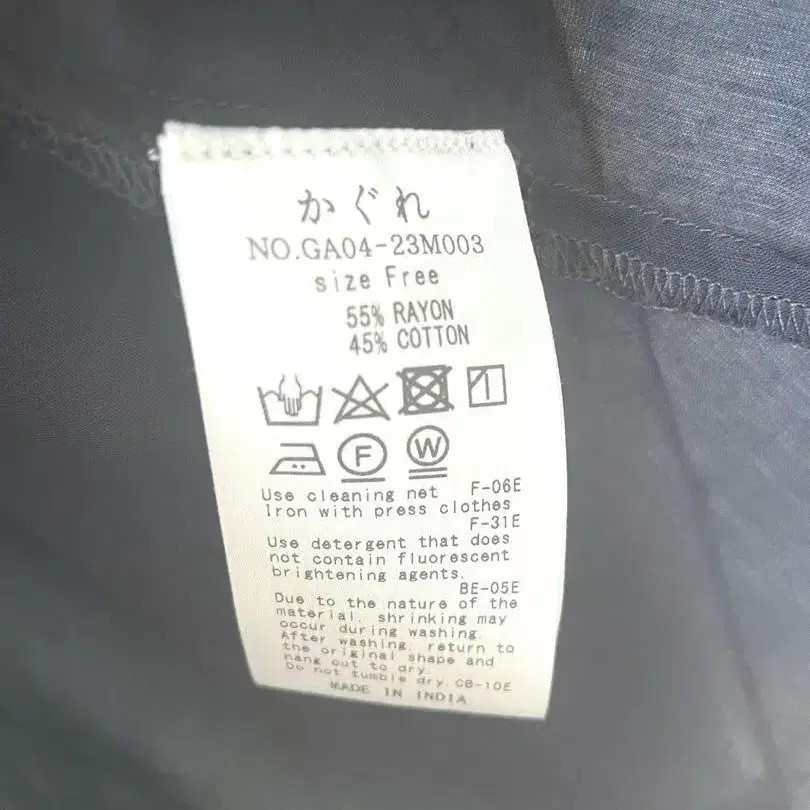 かぐれ
NO.GA04-23M003
size Free
55% RAYON
45% COTTON
F
W
Use cleaning net F-06E
Iron with press clothes
F-31E
Use detergent that does
not contain fluorescent
brightening agents.
BE-05E
Due to the nature of the
material, shrinking may
occur during washing.
After washing, return to
the original shape and
hang out to dry.
Do not tumble dry. CB-10E
MADE IN INDIA